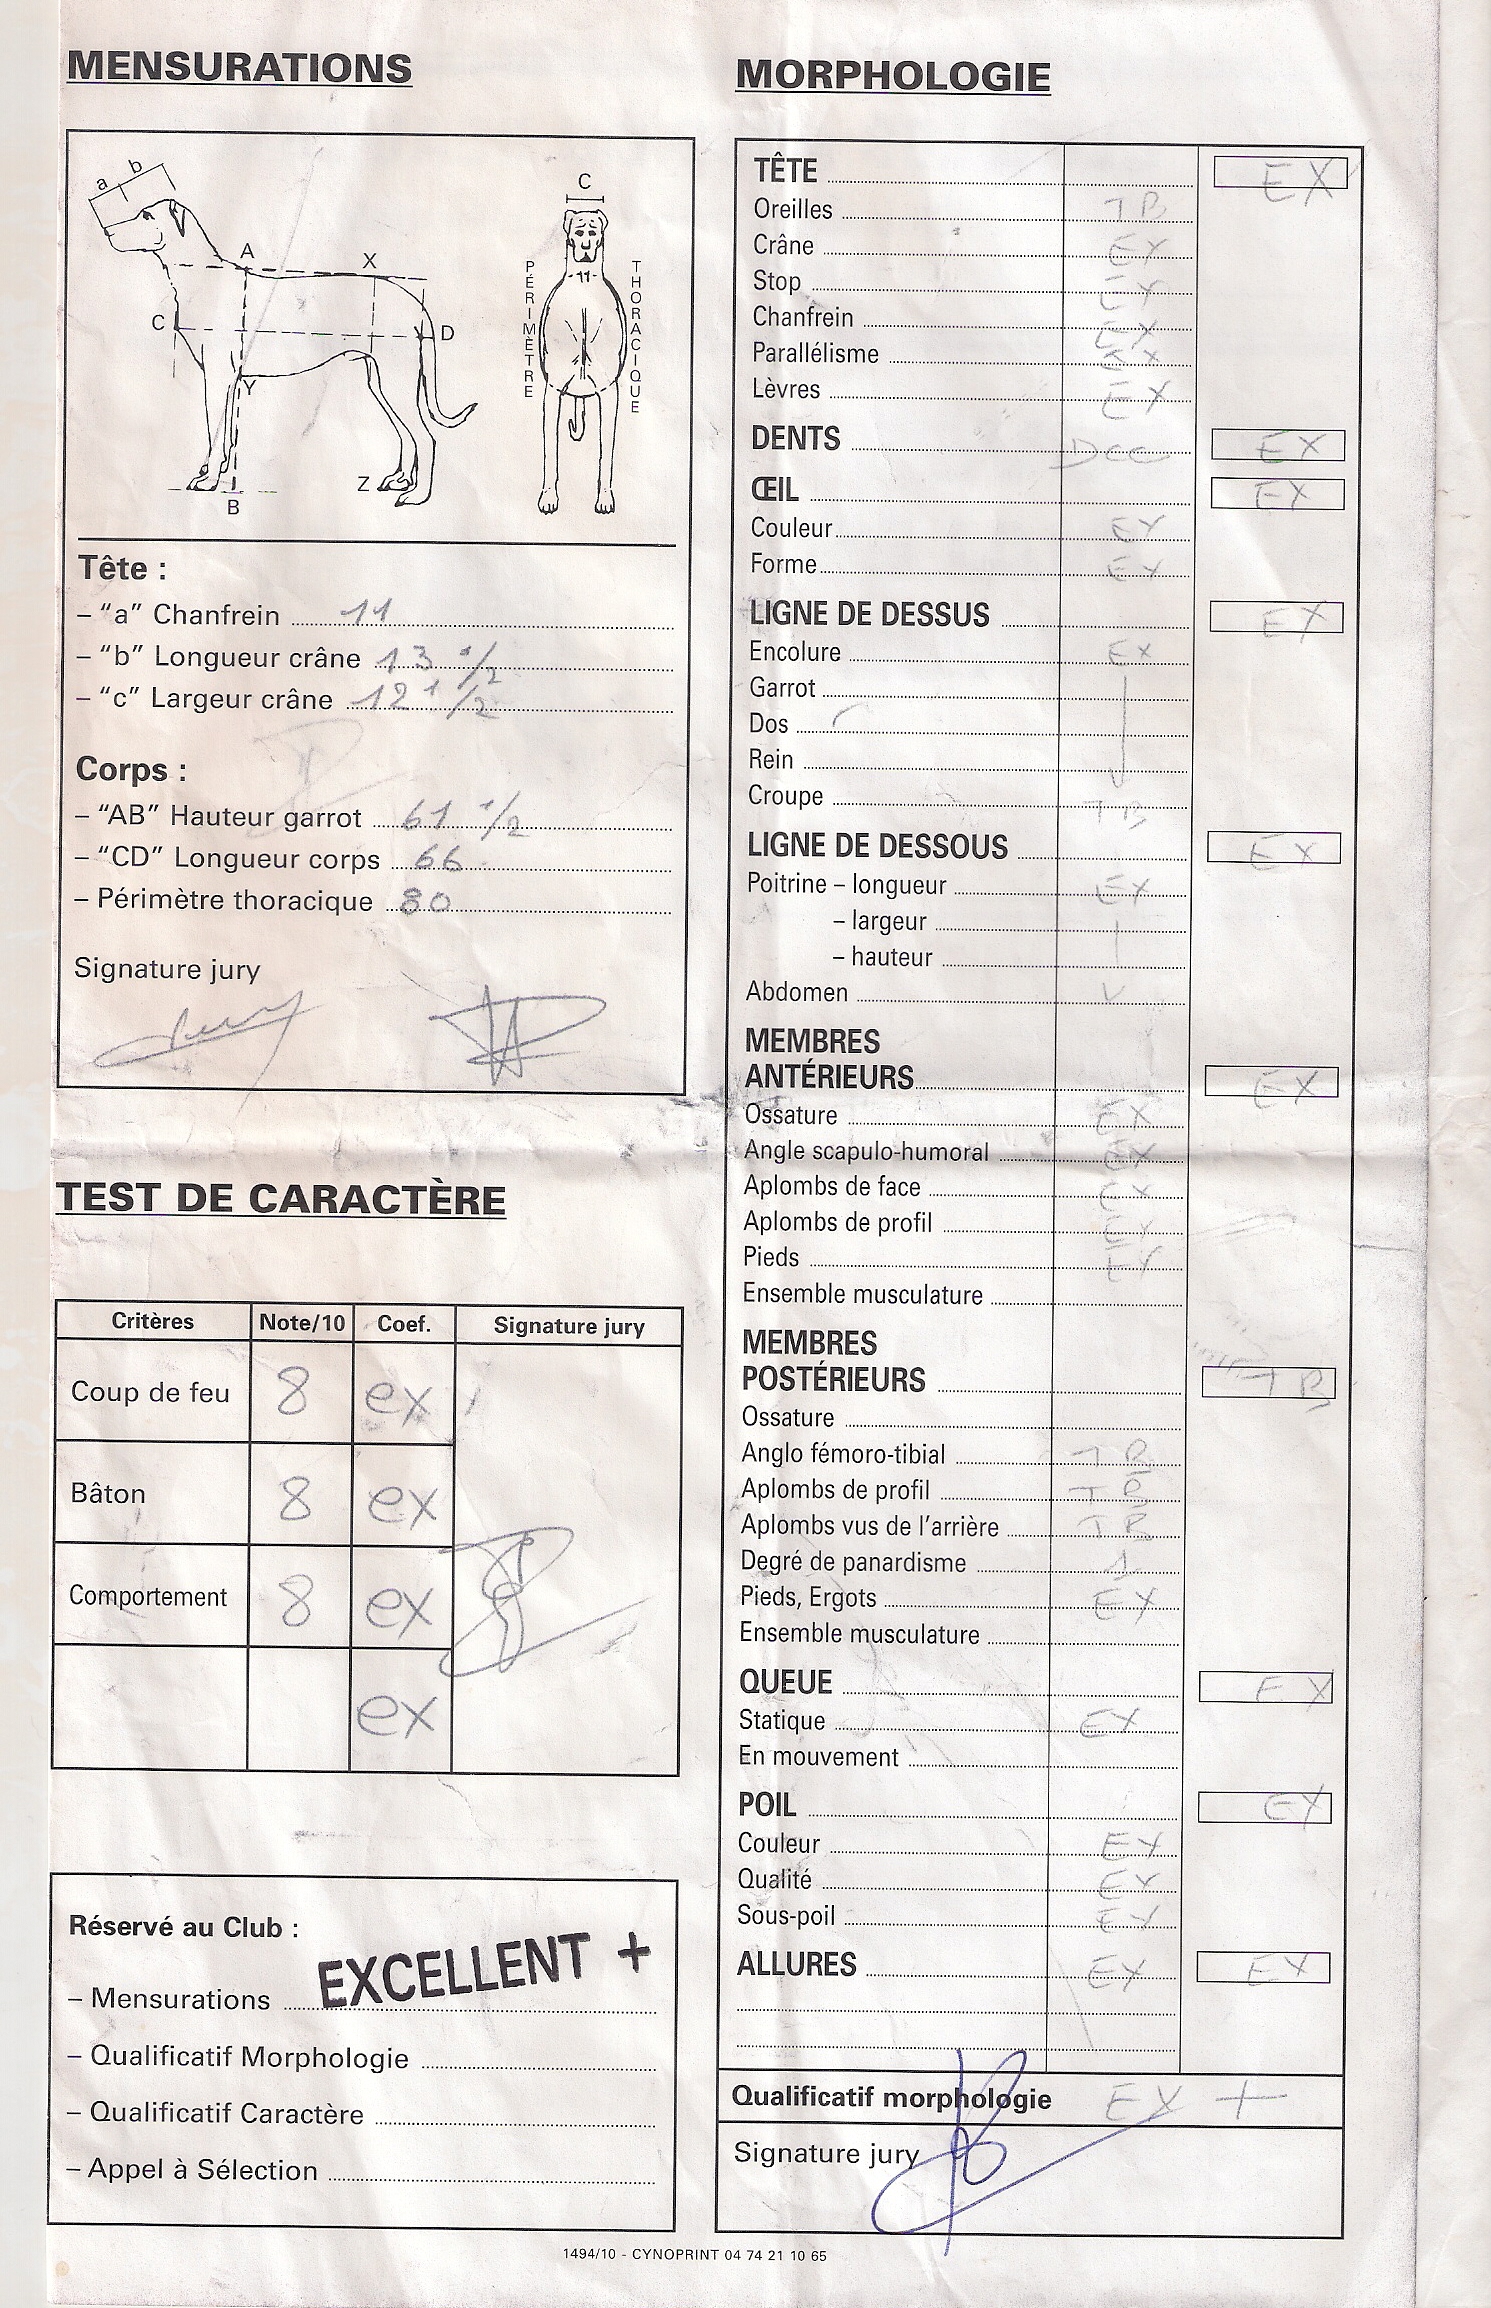 MENSURATIONS
a b
A X
C D
Y
Z
B
C
PÉRIMÈTRE
THORACIQUE
Tête :
– "a" Chanfrein 11
– "b" Longueur crâne 13 1/2
– "c" Largeur crâne 12 1/2
Corps :
– "AB" Hauteur garrot 61 1/2
– "CD" Longueur corps 66
– Périmètre thoracique 80
Signature jury
TEST DE CARACTÈRE
Critères Note/10 Coef. Signature jury
Coup de feu 8 ex
Bâton 8 ex
Comportement 8 ex
ex
Réservé au Club :
EXCELLENT +
– Mensurations
– Qualificatif Morphologie
– Qualificatif Caractère
– Appel à Sélection
MORPHOLOGIE
TÊTE EX
Oreilles TB
Crâne EX
Stop EX
Chanfrein EX
Parallélisme EX
Lèvres EX
DENTS DCC EX
ŒIL EX
Couleur EX
Forme EX
LIGNE DE DESSUS EX
Encolure EX
Garrot
Dos
Rein
Croupe TB
LIGNE DE DESSOUS EX
Poitrine – longueur EX
– largeur
– hauteur
Abdomen
MEMBRES
ANTÉRIEURS EX
Ossature EX
Angle scapulo-humoral EX
Aplombs de face EX
Aplombs de profil EX
Pieds EX
Ensemble musculature
MEMBRES
POSTÉRIEURS TB
Ossature
Anglo fémoro-tibial TB
Aplombs de profil TB
Aplombs vus de l'arrière TB
Degré de panardisme 1
Pieds, Ergots EX
Ensemble musculature
QUEUE EX
Statique EX
En mouvement
POIL EX
Couleur EX
Qualité EX
Sous-poil EX
ALLURES EX EX
Qualificatif morphologie EX +
Signature jury
1494/10 - CYNOPRINT 04 74 21 10 65